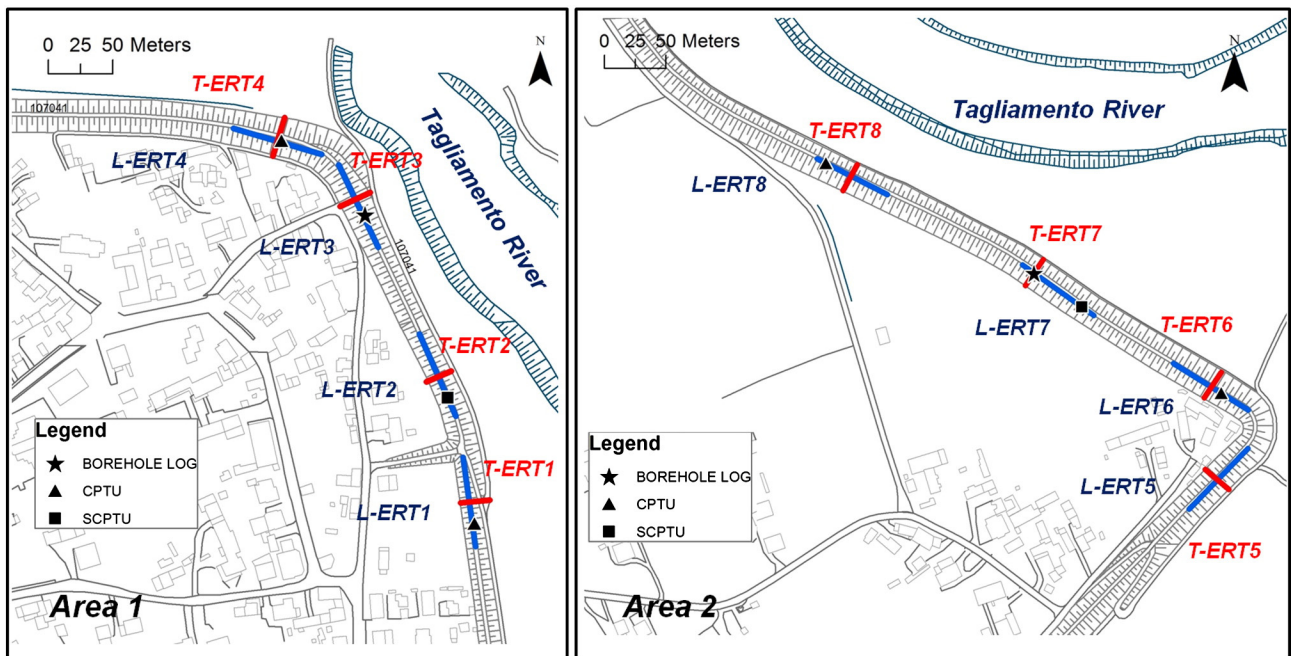 0 25 50 Meters
N
T-ERT4
107041
L-ERT4
T-ERT3
Tagliamento River
L-ERT3
107041
T-ERT2
L-ERT2
Legend
BOREHOLE LOG
CPTU
SCPTU
T-ERT1
L-ERT1
Area 1
0 25 50 Meters
N
Tagliamento River
T-ERT8
L-ERT8
T-ERT7
L-ERT7
T-ERT6
L-ERT6
Legend
BOREHOLE LOG
CPTU
SCPTU
L-ERT5
T-ERT5
Area 2